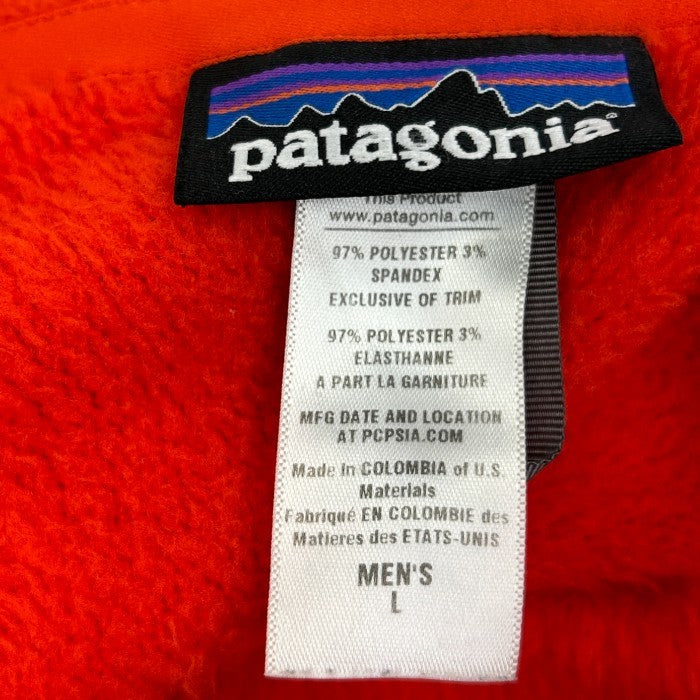 patagonia®
This Product
www.patagonia.com
97% POLYESTER 3%
SPANDEX
EXCLUSIVE OF TRIM
97% POLYESTER 3%
ELASTHANNE
A PART LA GARNITURE
MFG DATE AND LOCATION
AT PCPSIA.COM
Made in COLOMBIA of U.S.
Materials
Fabriqué EN COLOMBIE des
Matieres des ETATS-UNIS
MEN'S
L